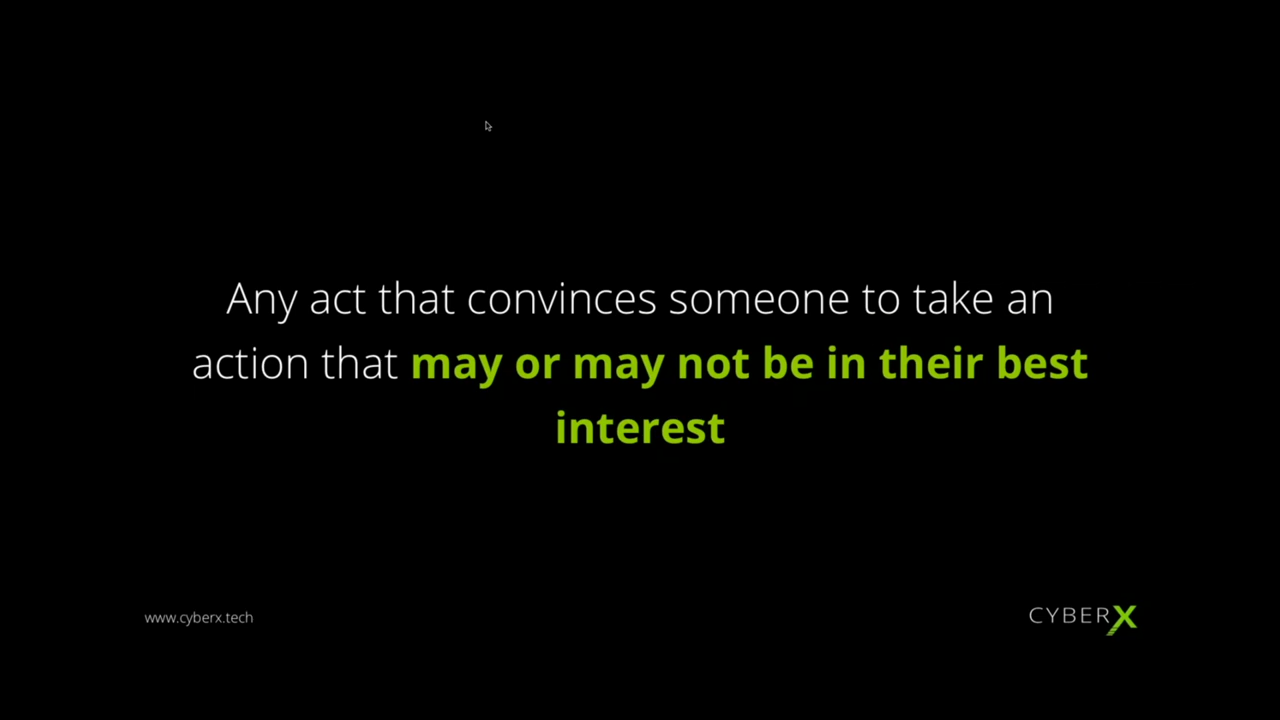 Any act that convinces someone to take an
action that may or may not be in their best
interest
www.cyberx.tech
CYBERX